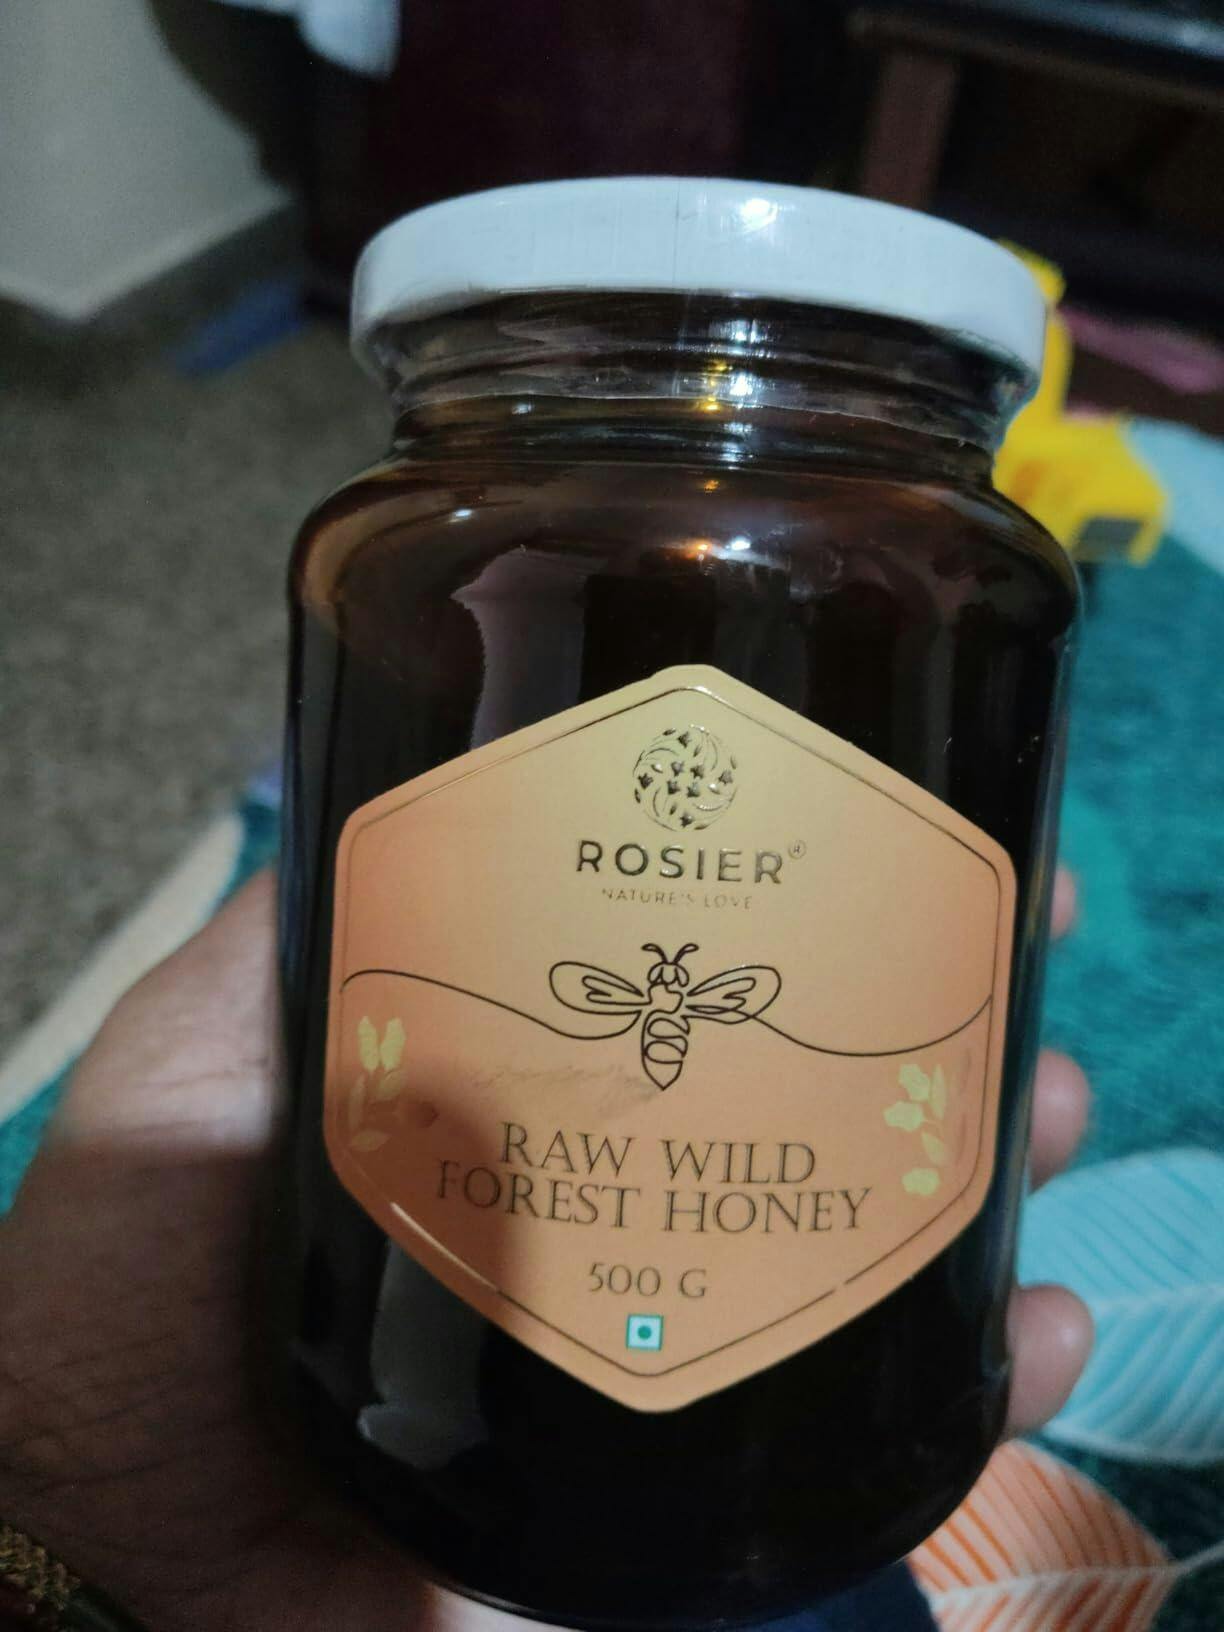 ROSIER®
NATURE'S LOVE
RAW WILD
FOREST HONEY
500 G